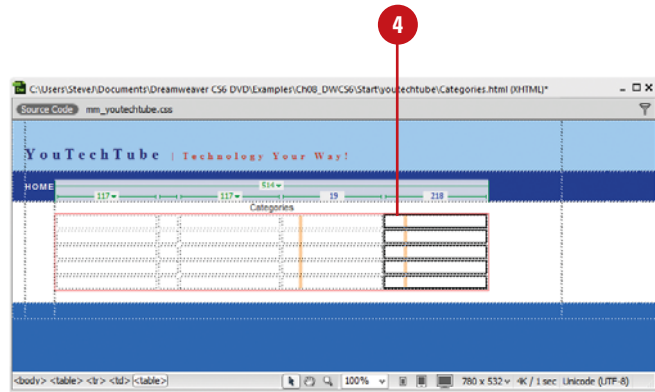 4
C:\Users\SteveJ\Documents\Dreamweaver CS6 DVD\Examples\Ch08_DWCS6\Start\youtechtube\Categories.html (XHTML)*
Source Code mm_youtechtube.css
YouTechTube | Technology Your Way!
HOME
514
117 117 19 218
Categories
<body> <table> <tr> <td> <table> 100% 780 x 532 4K / 1 sec Unicode (UTF-8)